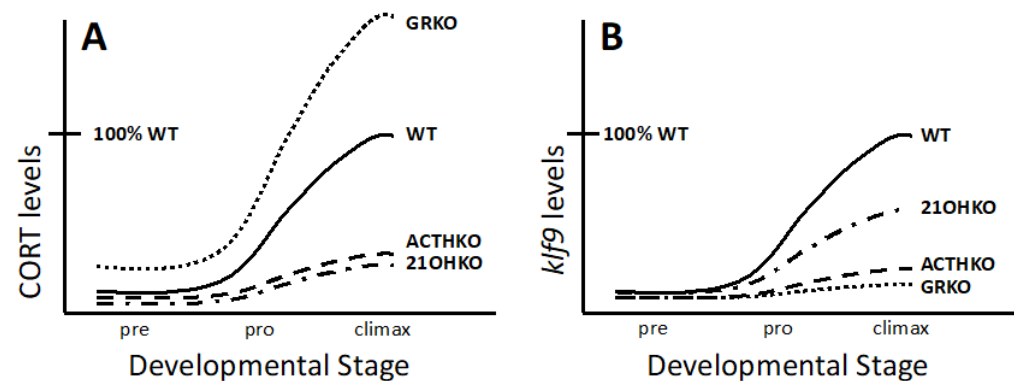 A
GRKO
100% WT
WT
ACTHKO
21OHKO
CORT levels
pre pro climax
Developmental Stage
B
100% WT
WT
21OHKO
ACTHKO
GRKO
klf9 levels
pre pro climax
Developmental Stage